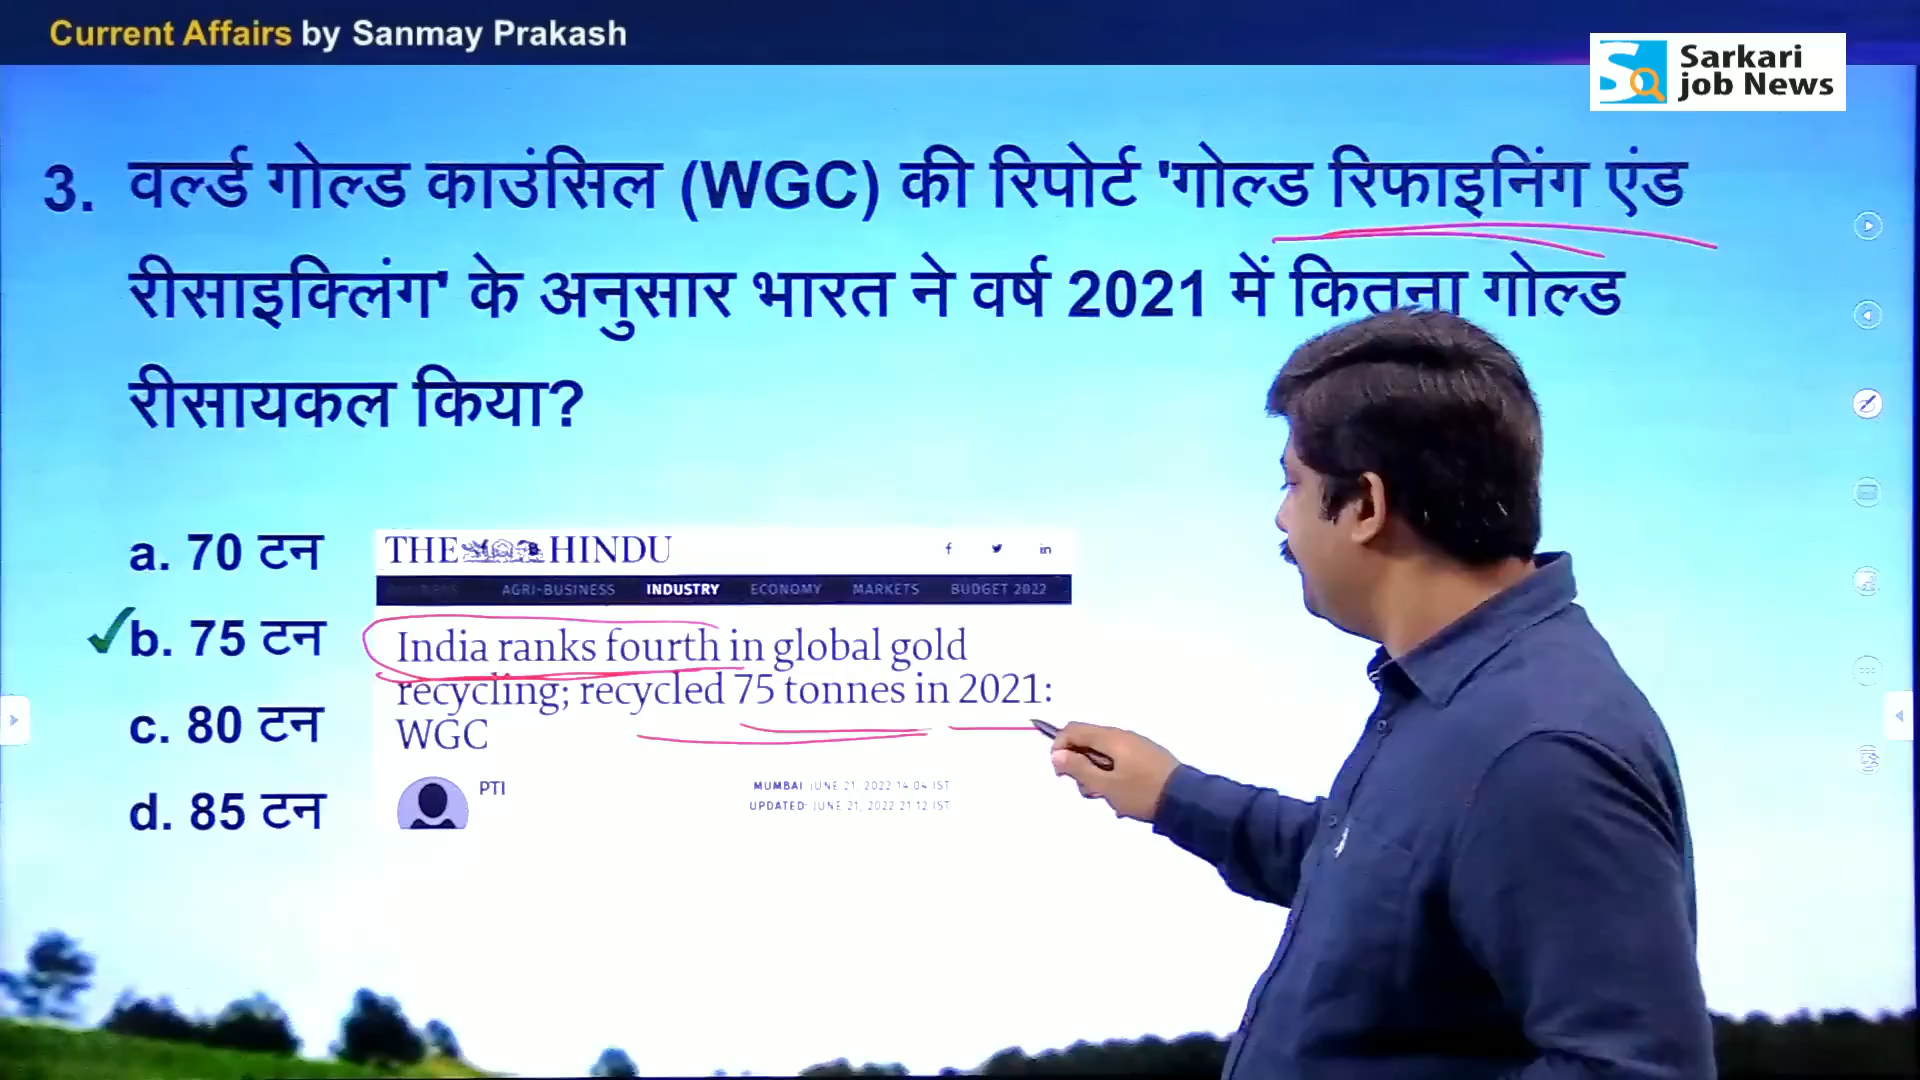 Current Affairs by Sanmay Prakash
Sarkari
Job News
3. वर्ल्ड गोल्ड काउंसिल (WGC) की रिपोर्ट 'गोल्ड रिफाइनिंग एंड
रीसाइक्लिंग' के अनुसार भारत ने वर्ष 2021 में कितना गोल्ड
रीसायकल किया?
a. 70 टन
b. 75 टन
c. 80 टन
d. 85 टन
THE HINDU
AGRI-BUSINESS INDUSTRY ECONOMY MARKETS BUDGET 2022
India ranks fourth in global gold
recycling; recycled 75 tonnes in 2021:
WGC
PTI
MUMBAI JUNE 21, 2022 14:04 IST
UPDATED: JUNE 21, 2022 21:12 IST